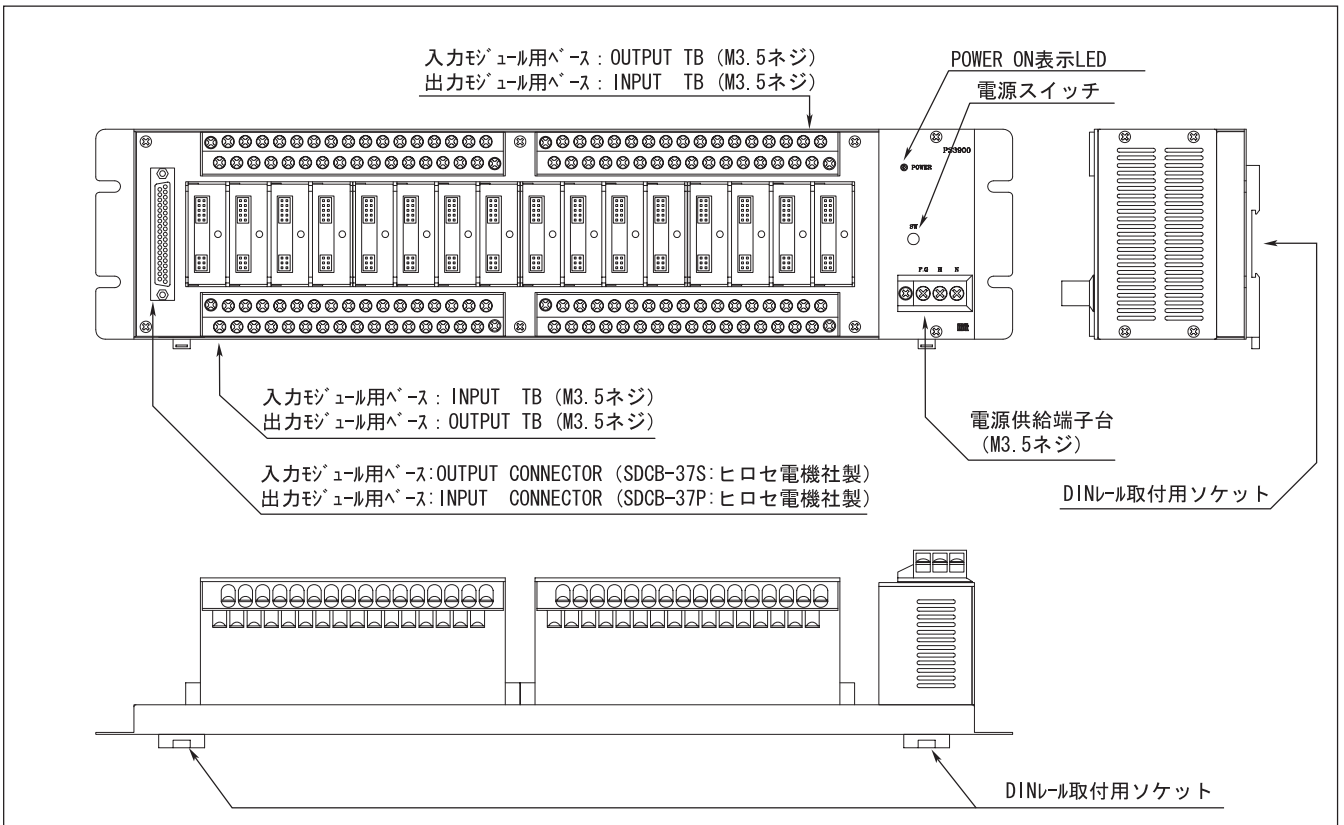 入力ﾓｼﾞｭｰﾙ用ﾍﾞｰｽ : OUTPUT TB (M3.5ネジ)
出力ﾓｼﾞｭｰﾙ用ﾍﾞｰｽ : INPUT TB (M3.5ネジ)
POWER ON表示LED
電源スイッチ
PS3900
POWER
SW
F.G H N
入力ﾓｼﾞｭｰﾙ用ﾍﾞｰｽ : INPUT TB (M3.5ネジ)
出力ﾓｼﾞｭｰﾙ用ﾍﾞｰｽ : OUTPUT TB (M3.5ネジ)
電源供給端子台
(M3.5ネジ)
入力ﾓｼﾞｭｰﾙ用ﾍﾞｰｽ:OUTPUT CONNECTOR (SDCB-37S:ヒロセ電機社製)
出力ﾓｼﾞｭｰﾙ用ﾍﾞｰｽ:INPUT CONNECTOR (SDCB-37P:ヒロセ電機社製)
DINﾚｰﾙ取付用ソケット
DINﾚｰﾙ取付用ソケット